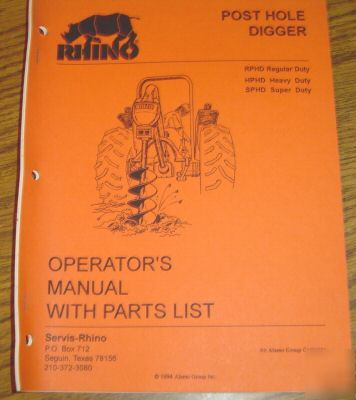 RHINO
POST HOLE
DIGGER
RPHD Regular Duty
HPHD Heavy Duty
SPHD Super Duty
OPERATOR'S
MANUAL
WITH PARTS LIST
Servis-Rhino
P.O. Box 712
Seguin, Texas 78156
210-372-3080
An Alamo Group
© 1994 Alamo Group Inc.